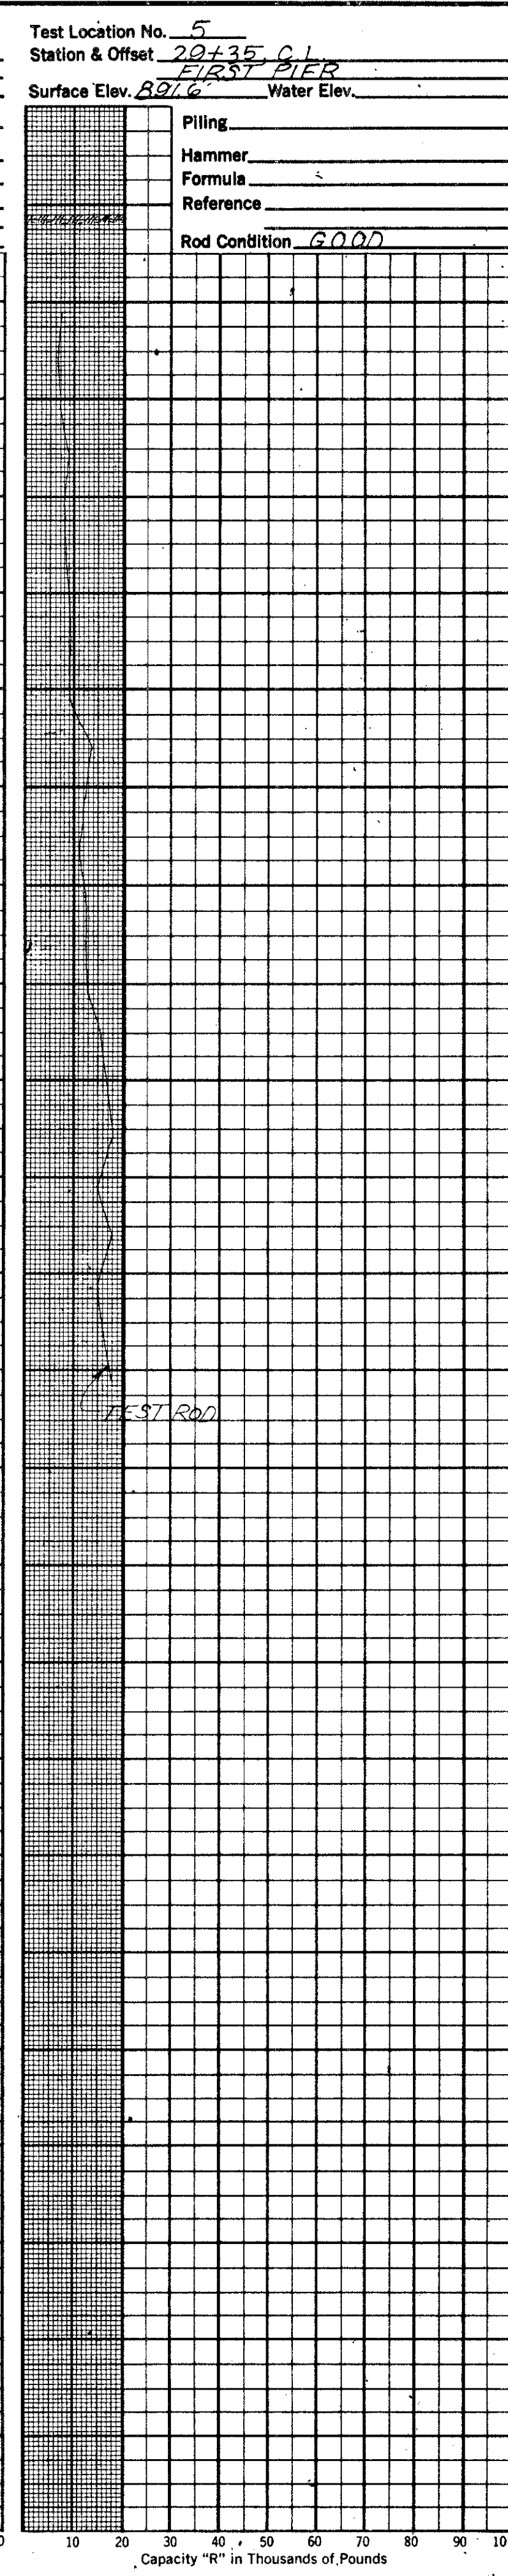 Test Location No. 5
Station & Offset 29+35, C L
FIRST PIER
Surface Elev. 891.6 Water Elev.
Piling
Hammer
Formula
Reference
Rod Condition GOOD
TEST ROD
10 20 30 40 50 60 70 80 90 10
Capacity "R" in Thousands of Pounds